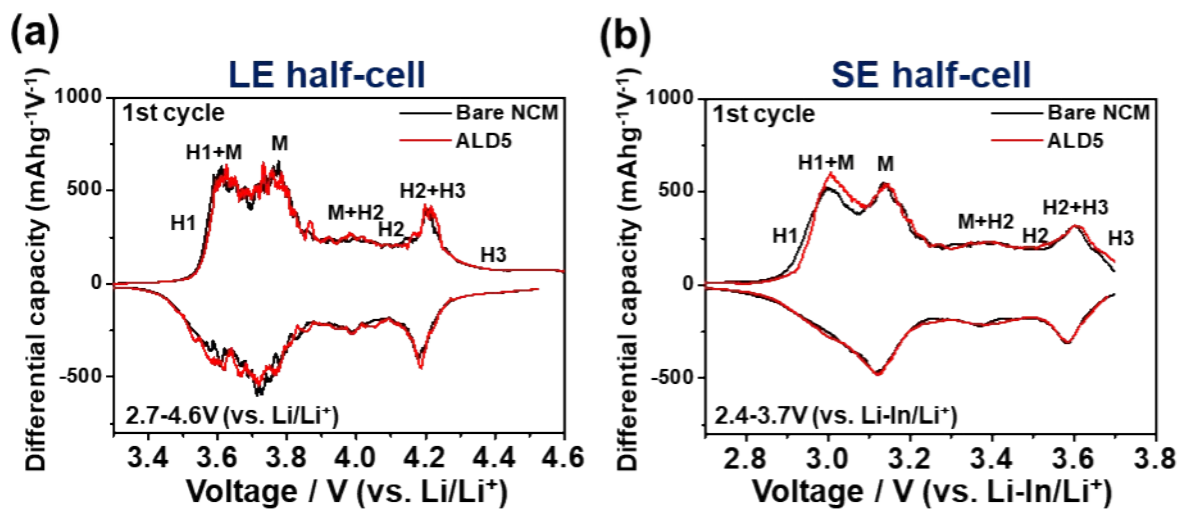 (a)
LE half-cell
Differential capacity (mAhg⁻¹V⁻¹)
1000
500
0
-500
1st cycle
Bare NCM
ALD5
H1
H1+M
M
M+H2
H2
H2+H3
H3
2.7-4.6V (vs. Li/Li⁺)
3.4 3.6 3.8 4.0 4.2 4.4 4.6
Voltage / V (vs. Li/Li⁺)
(b)
SE half-cell
Differential capacity (mAhg⁻¹V⁻¹)
1000
500
0
-500
1st cycle
Bare NCM
ALD5
H1
H1+M
M
M+H2
H2
H2+H3
H3
2.4-3.7V (vs. Li-In/Li⁺)
2.8 3.0 3.2 3.4 3.6 3.8
Voltage / V (vs. Li-In/Li⁺)